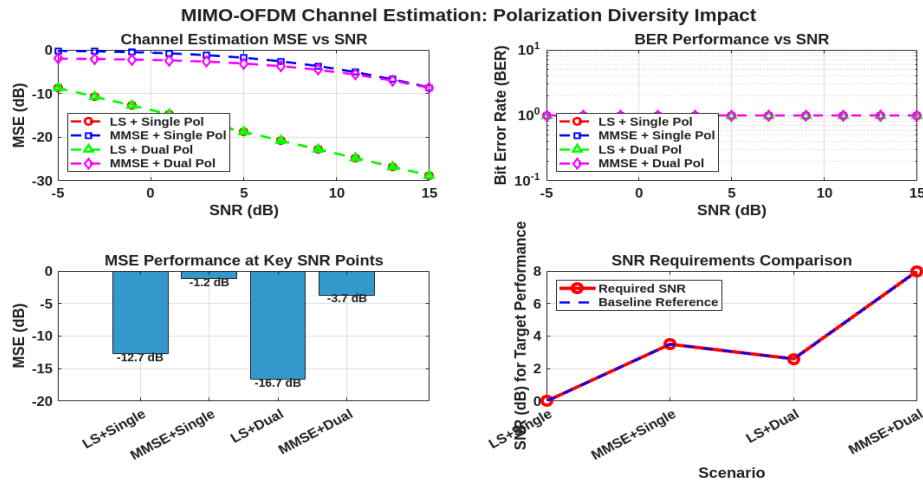 MIMO-OFDM Channel Estimation: Polarization Diversity Impact
Channel Estimation MSE vs SNR
MSE (dB)
0
-10
-20
-30
-5
0
5
10
15
SNR (dB)
LS + Single Pol
MMSE + Single Pol
LS + Dual Pol
MMSE + Dual Pol
BER Performance vs SNR
Bit Error Rate (BER)
10^1
10^0
10^-1
-5
0
5
10
15
SNR (dB)
LS + Single Pol
MMSE + Single Pol
LS + Dual Pol
MMSE + Dual Pol
MSE Performance at Key SNR Points
MSE (dB)
0
-5
-10
-15
-20
-12.7 dB
-1.2 dB
-16.7 dB
-3.7 dB
LS+Single
MMSE+Single
LS+Dual
MMSE+Dual
SNR Requirements Comparison
SNR (dB) for Target Performance
8
6
4
2
0
Required SNR
Baseline Reference
LS+Single
MMSE+Single
LS+Dual
MMSE+Dual
Scenario